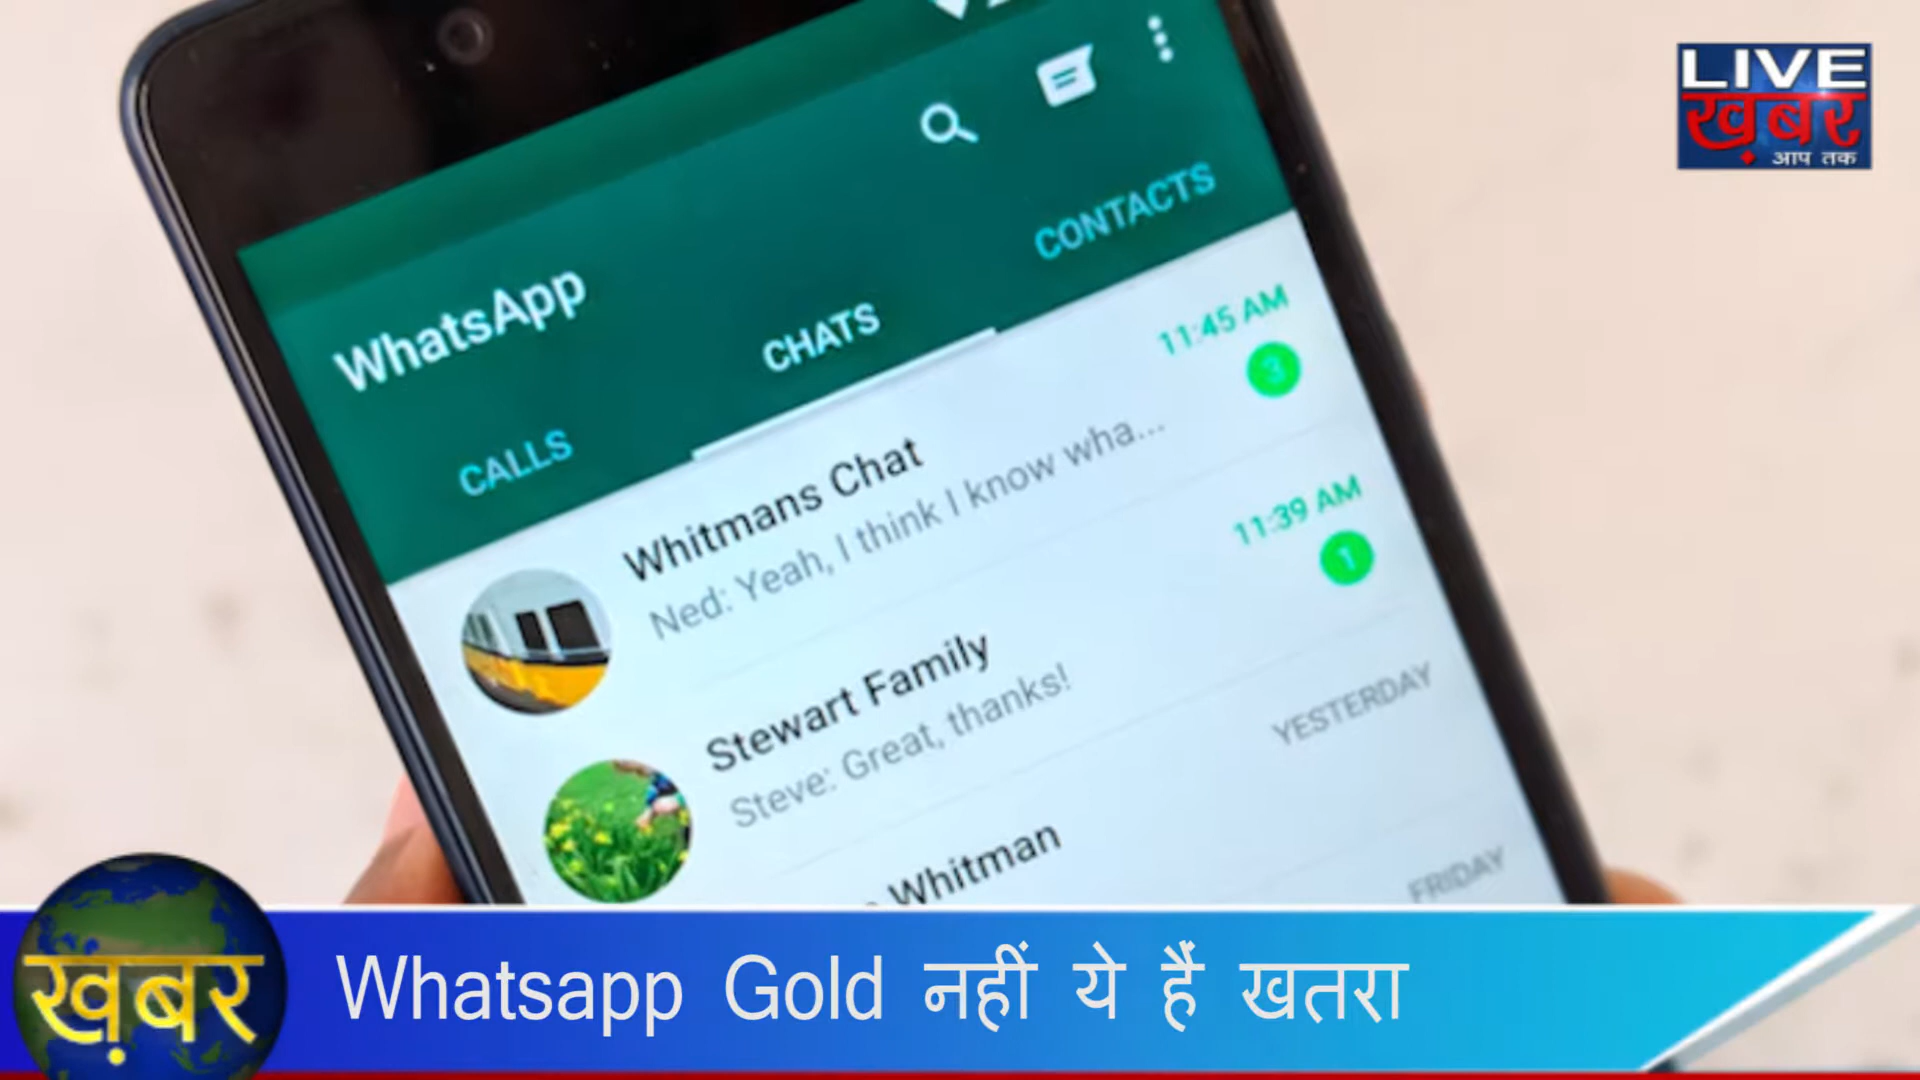 LIVE
ख़बर
आप तक
WhatsApp
CALLS
CHATS
CONTACTS
Whitmans Chat
11:45 AM
Ned: Yeah, I think I know wha...
3
Stewart Family
11:39 AM
Steve: Great, thanks!
1
Whitman
YESTERDAY
FRIDAY
ख़बर
Whatsapp Gold नहीं ये हैं खतरा